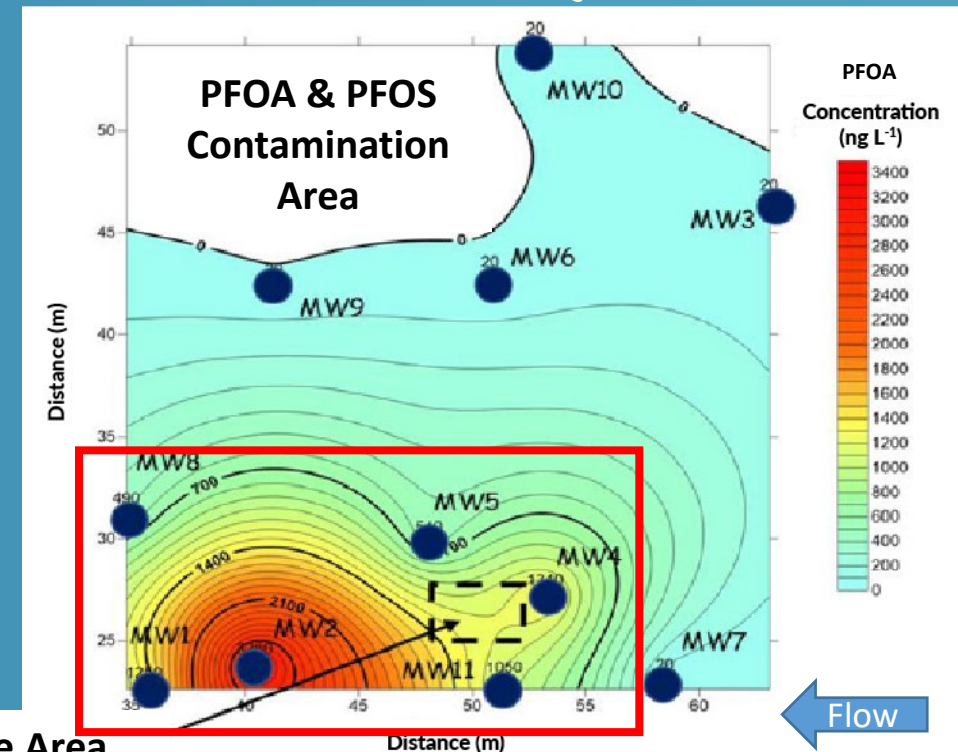 20
PFOA & PFOS
Contamination
Area
MW10
PFOA
Concentration
(ng L-1)
3400
3200
3000
2800
2600
2400
2200
2000
1800
1600
1400
1200
1000
800
600
400
200
0
50
45
40
35
30
25
0
0
0
20
MW3
20
MW6
MW9
MW8
490
700
MW5
MW4
1400
2100
MW1
MW2
MW11
1050
MW7
20
35
45
50
55
60
Distance (m)
Distance (m)
Flow
e Area